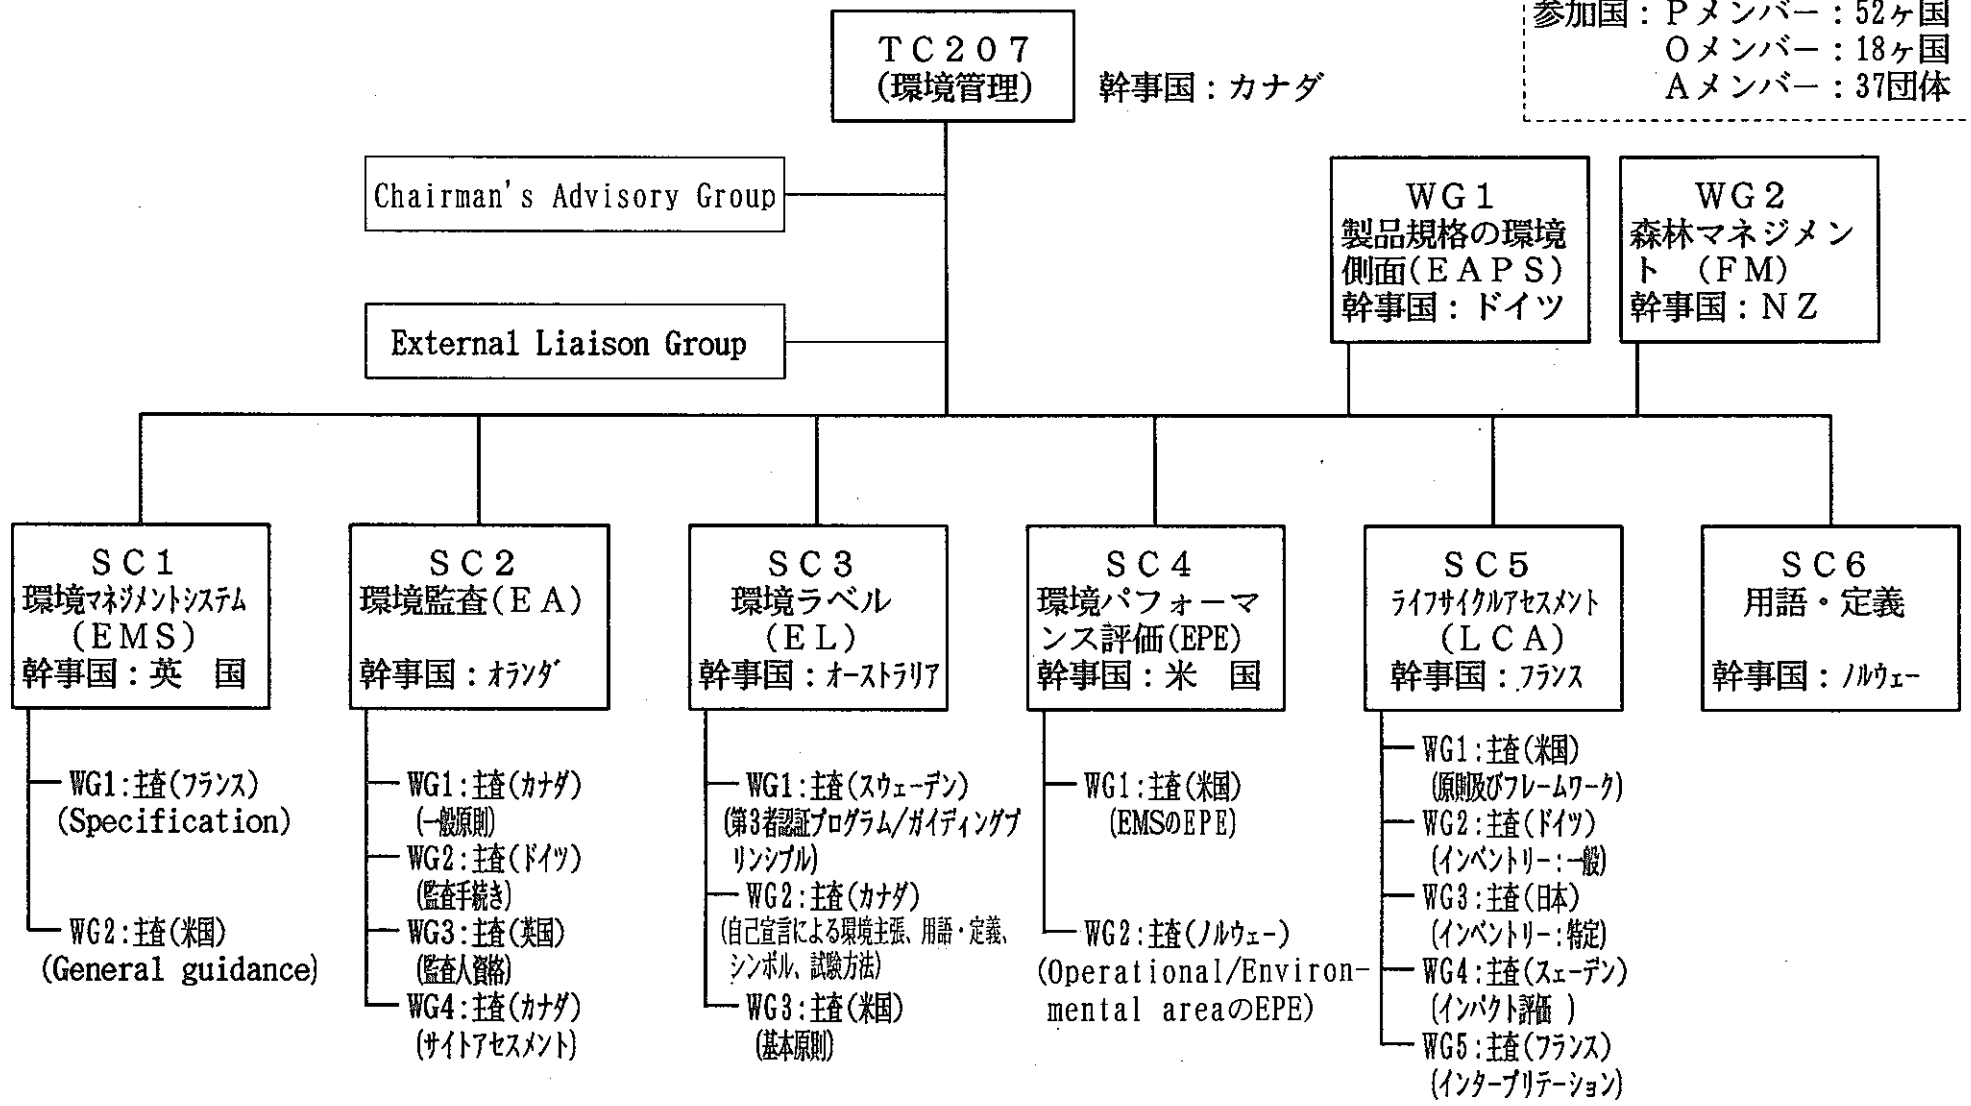 参加国：Ｐメンバー：52ヶ国
Ｏメンバー：18ヶ国
Ａメンバー：37団体
ＴＣ２０７
(環境管理)
幹事国：カナダ
Chairman's Advisory Group
External Liaison Group
ＷＧ１
製品規格の環境
側面(ＥＡＰＳ)
幹事国：ドイツ
ＷＧ２
森林マネジメン
ト　(ＦＭ)
幹事国：ＮＺ
ＳＣ１
環境マネジメントシステム
(ＥＭＳ)
幹事国：英　国
ＳＣ２
環境監査(ＥＡ)
幹事国：オランダ
ＳＣ３
環境ラベル
(ＥＬ)
幹事国：オーストラリア
ＳＣ４
環境パフォーマ
ンス評価(EPE)
幹事国：米　国
ＳＣ５
ライフサイクルアセスメント
(ＬＣＡ)
幹事国：フランス
ＳＣ６
用語・定義
幹事国：ノルウェー
WG1:主査(フランス)
(Specification)
WG2:主査(米国)
(General guidance)
WG1:主査(カナダ)
(一般原則)
WG2:主査(ドイツ)
(監査手続き)
WG3:主査(英国)
(監査人資格)
WG4:主査(カナダ)
(サイトアセスメント)
WG1:主査(スウェーデン)
(第3者認証プログラム/ガイディングプ
リンシプル)
WG2:主査(カナダ)
(自己宣言による環境主張、用語・定義、
シンボル、試験方法)
WG3:主査(米国)
(基本原則)
WG1:主査(米国)
(EMSのEPE)
WG2:主査(ノルウェー)
(Operational/Environ-
mental areaのEPE)
WG1:主査(米国)
(原則及びフレームワーク)
WG2:主査(ドイツ)
(インベントリー:一般)
WG3:主査(日本)
(インベントリー:特定)
WG4:主査(スェーデン)
(インパクト評価 )
WG5:主査(フランス)
(インタープリテーション)